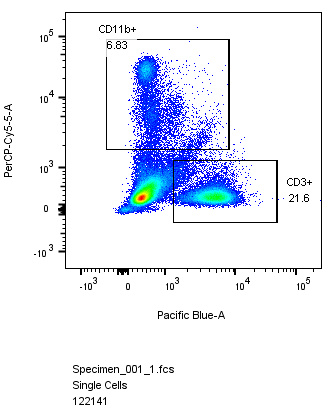 CD11b+
6.83
CD3+
21.6
PerCP-Cy5-5-A
10^5
10^4
10^3
0
-10^3
-10^3
0
10^3
10^4
10^5
Pacific Blue-A
Specimen_001_1.fcs
Single Cells
122141